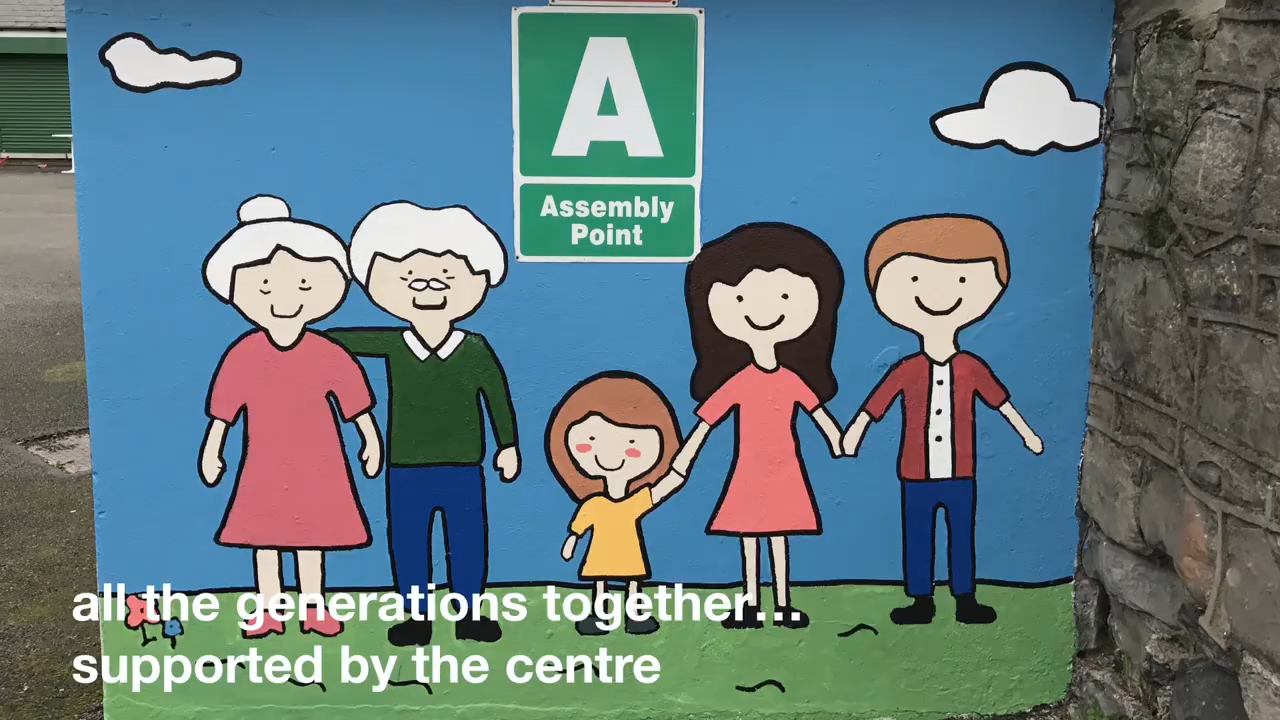 A
Assembly
Point
all the generations together...
supported by the centre